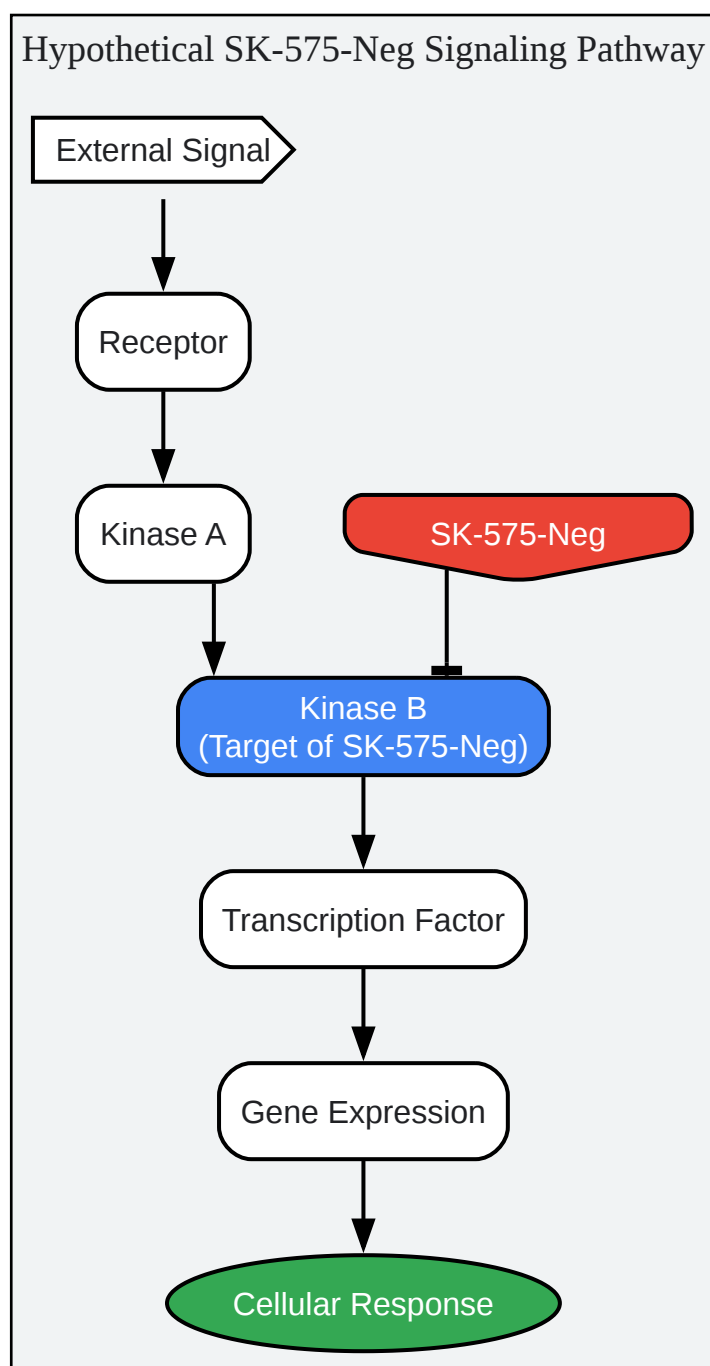 Hypothetical SK-575-Neg Signaling Pathway
External Signal
Receptor
Kinase A
SK-575-Neg
Kinase B
(Target of SK-575-Neg)
Transcription Factor
Gene Expression
Cellular Response